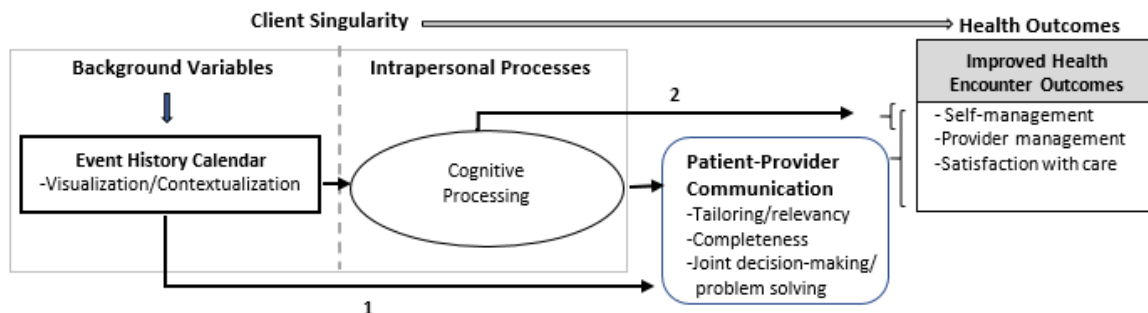 Client Singularity
Health Outcomes
Background Variables
Intrapersonal Processes
Event History Calendar
-Visualization/Contextualization
Cognitive
Processing
1
2
Patient-Provider
Communication
-Tailoring/relevancy
-Completeness
-Joint decision-making/
problem solving
Improved Health
Encounter Outcomes
- Self-management
- Provider management
-Satisfaction with care